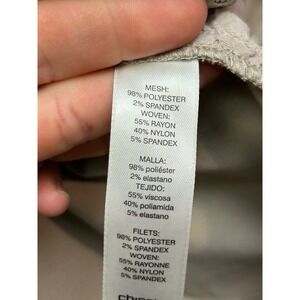 MESH:
98% POLYESTER
2% SPANDEX
WOVEN:
55% RAYON
40% NYLON
5% SPANDEX
MALLA:
98% poliéster
2% elastano
TEJIDO:
55% viscosa
40% poliamida
5% elastano
FILETS:
98% POLYESTER
2% SPANDEX
WOVEN:
55% RAYONNE
40% NYLON
5% SPANDEX